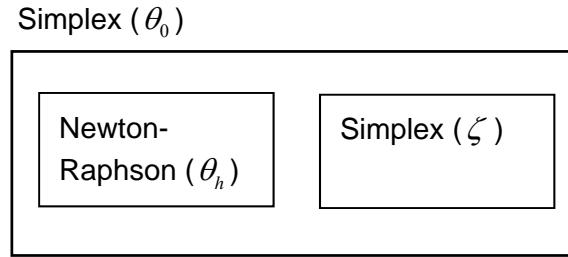 Simplex (θ₀)
Newton-
Raphson (θₕ)
Simplex (ζ)